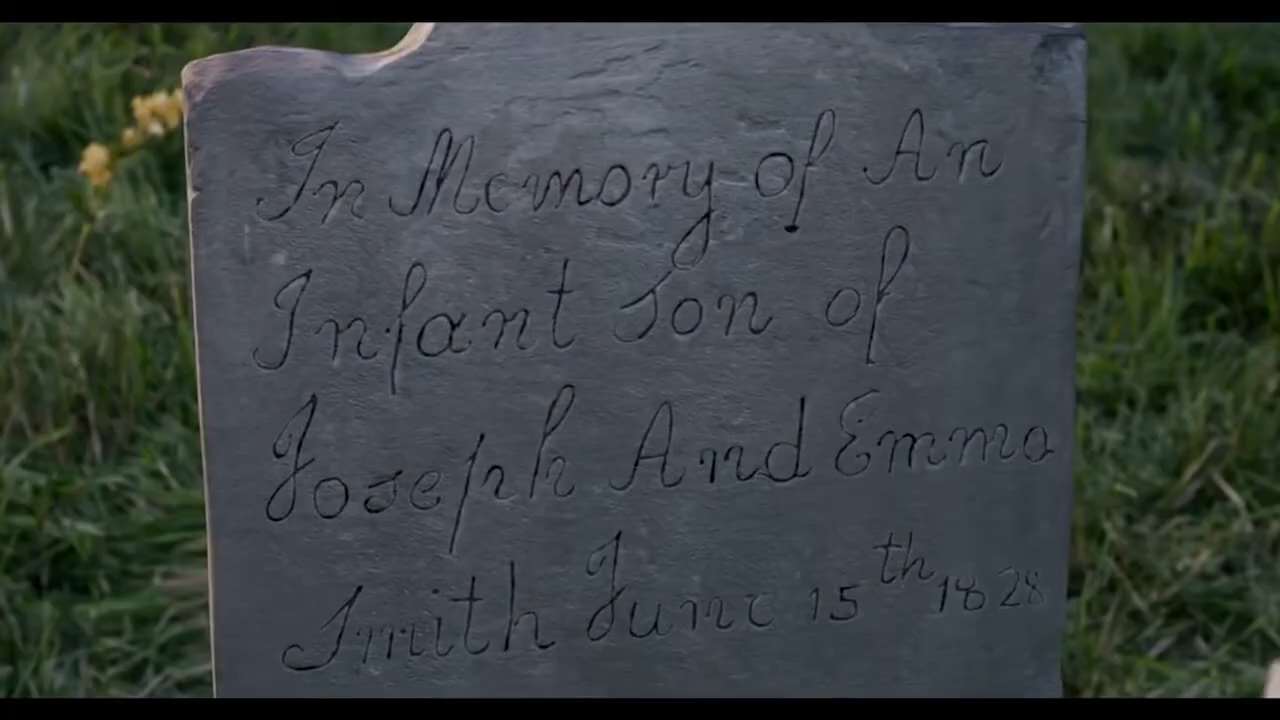 In Memory of An
Infant Son of
Joseph And Emma
Smith June 15th 1828